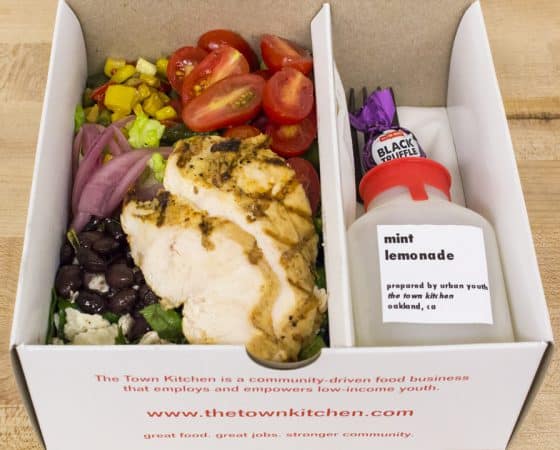 BLACK
TRUFFLE
mint
lemonade
prepared by urban youth
the town kitchen
oakland, ca
The Town Kitchen is a community-driven food business
that employs and empowers low-income youth.
www.thetownkitchen.com
great food. great jobs. stronger community.